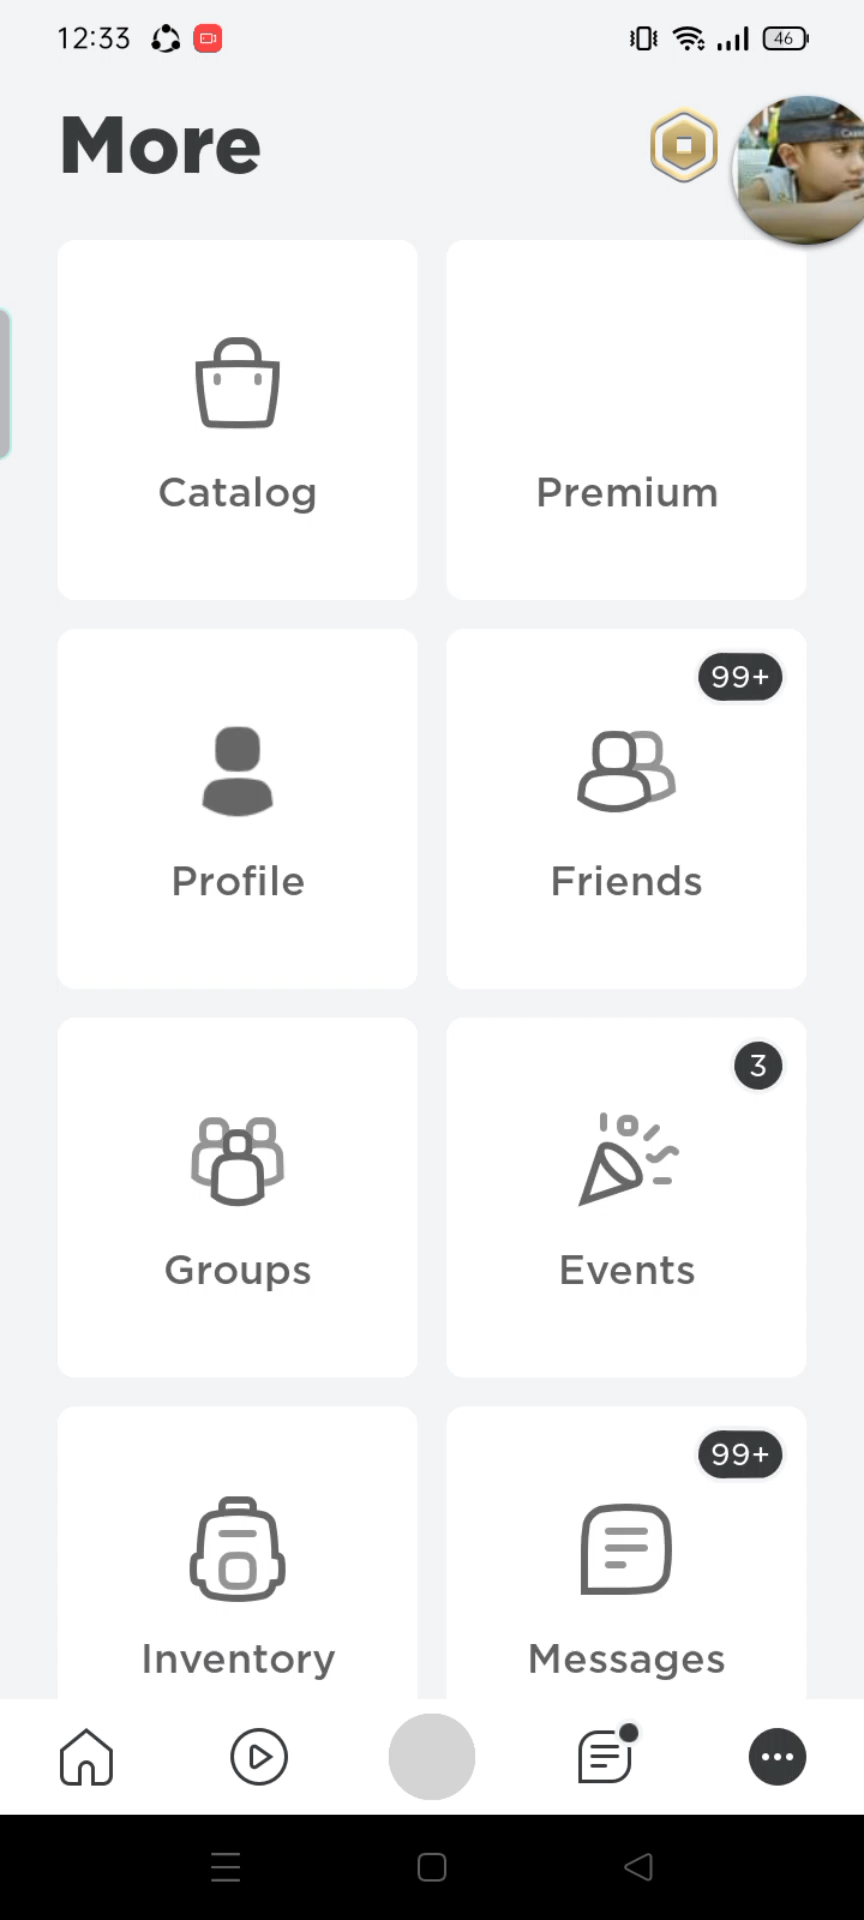 12:33
46
More
Catalog
Premium
99+
Profile
Friends
3
Groups
Events
99+
Inventory
Messages